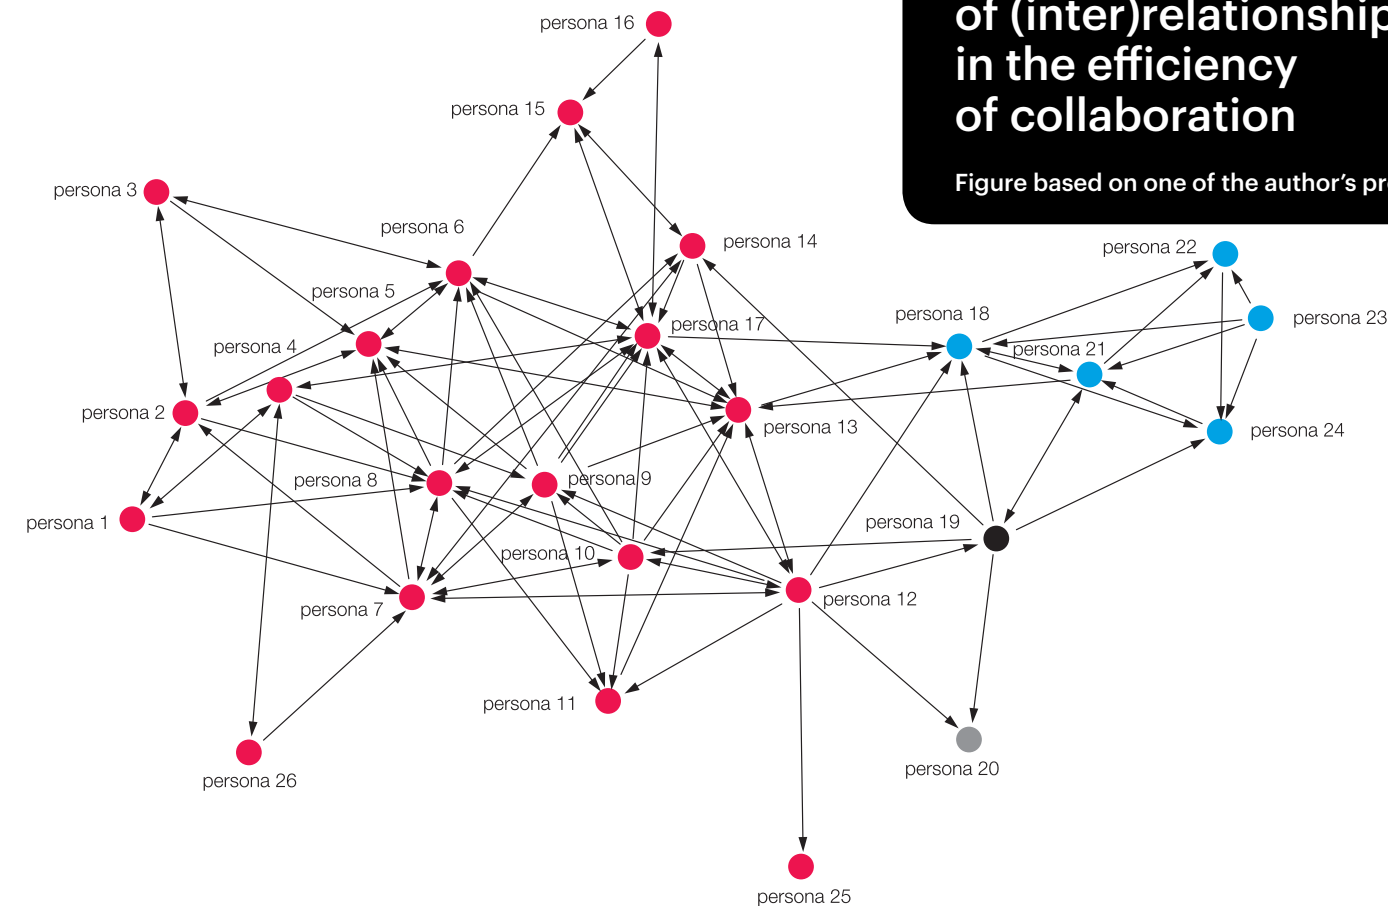 of (inter)relationship
in the efficiency
of collaboration
Figure based on one of the author's
persona 16
persona 15
persona 3
persona 6
persona 14
persona 22
persona 5
persona 18
persona 23
persona 17
persona 4
persona 21
persona 2
persona 13
persona 24
persona 8
persona 9
persona 1
persona 19
persona 10
persona 7
persona 12
persona 11
persona 20
persona 26
persona 25